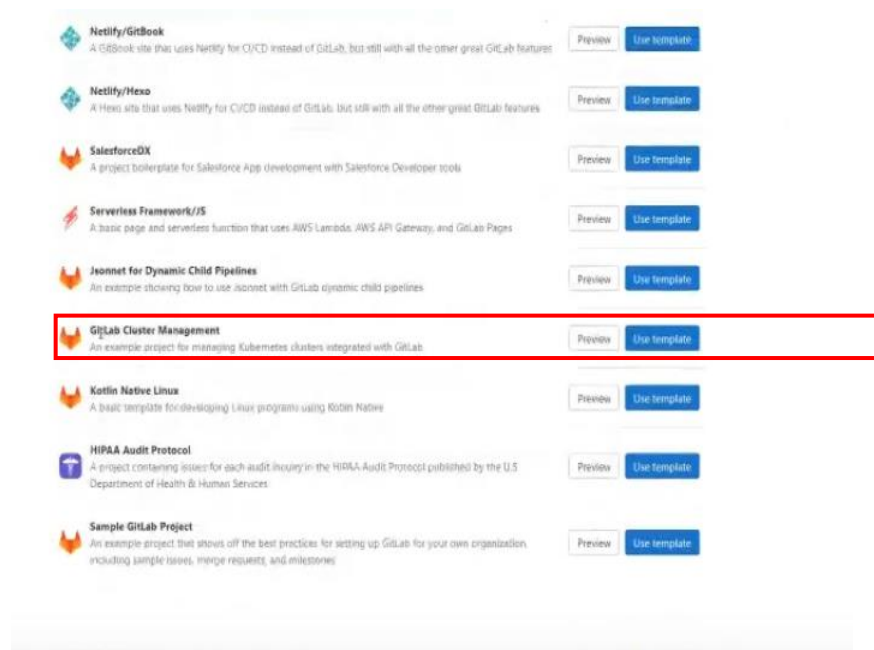 Netlify/GitBook
A GitBook site that uses Netlify for CI/CD instead of GitLab, but still with all the other great GitLab features
Preview
Use template
Netlify/Hexo
A Hexo site that uses Netlify for CI/CD instead of GitLab, but still with all the other great GitLab features
Preview
Use template
SalesforceDX
A project boilerplate for Salesforce App development with Salesforce Developer tools
Preview
Use template
Serverless Framework/JS
A basic page and serverless function that uses AWS Lambda, AWS API Gateway, and GitLab Pages
Preview
Use template
Jsonnet for Dynamic Child Pipelines
An example showing how to use Jsonnet with GitLab dynamic child pipelines
Preview
Use template
GitLab Cluster Management
An example project for managing Kubernetes clusters integrated with GitLab
Preview
Use template
Kotlin Native Linux
A basic template for developing Linux programs using Kotlin Native
Preview
Use template
HIPAA Audit Protocol
A project containing issues for each audit inquiry in the HIPAA Audit Protocol published by the U.S
Department of Health & Human Services
Preview
Use template
Sample GitLab Project
An example project that shows off the best practices for setting up GitLab for your own organization,
including sample issues, merge requests, and milestones
Preview
Use template